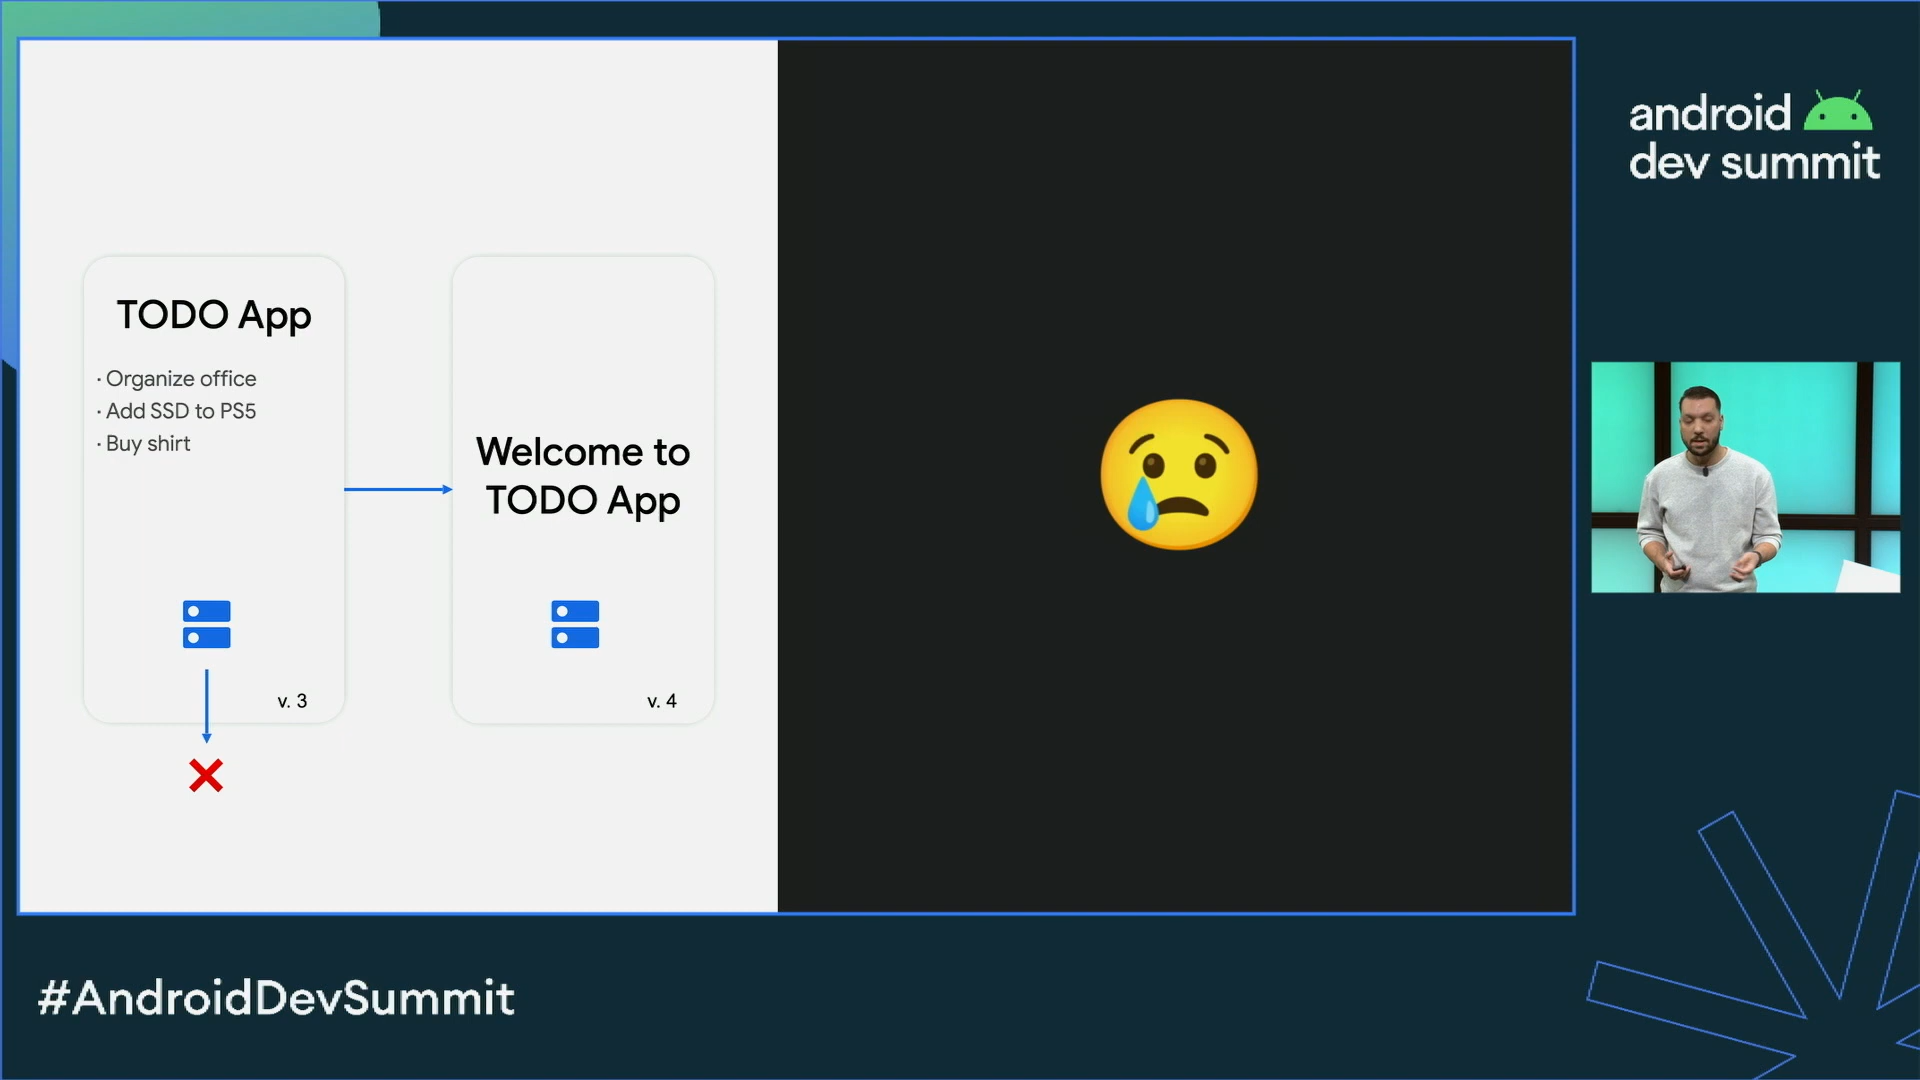 TODO App
· Organize office
· Add SSD to PS5
· Buy shirt
v. 3
Welcome to
TODO App
v. 4
android
dev summit
#AndroidDevSummit